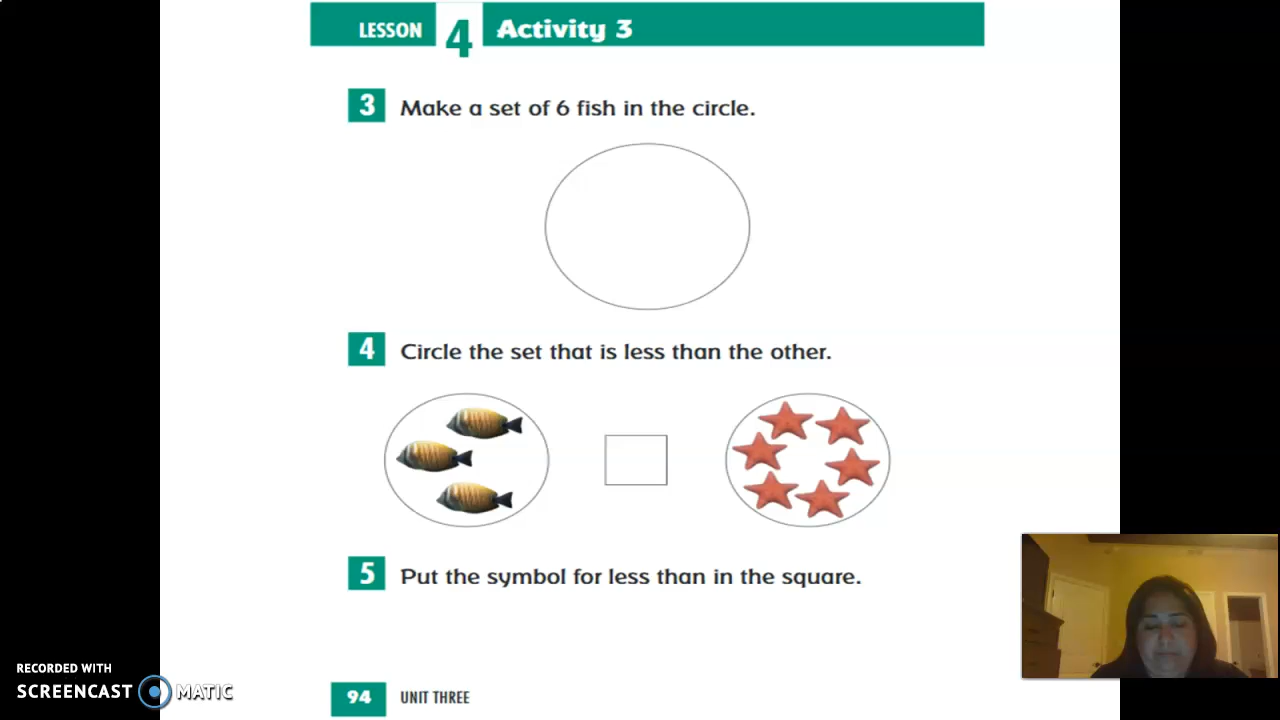 LESSON 4 Activity 3
3 Make a set of 6 fish in the circle.
4 Circle the set that is less than the other.
5 Put the symbol for less than in the square.
94 UNIT THREE
RECORDED WITH
SCREENCAST MATIC